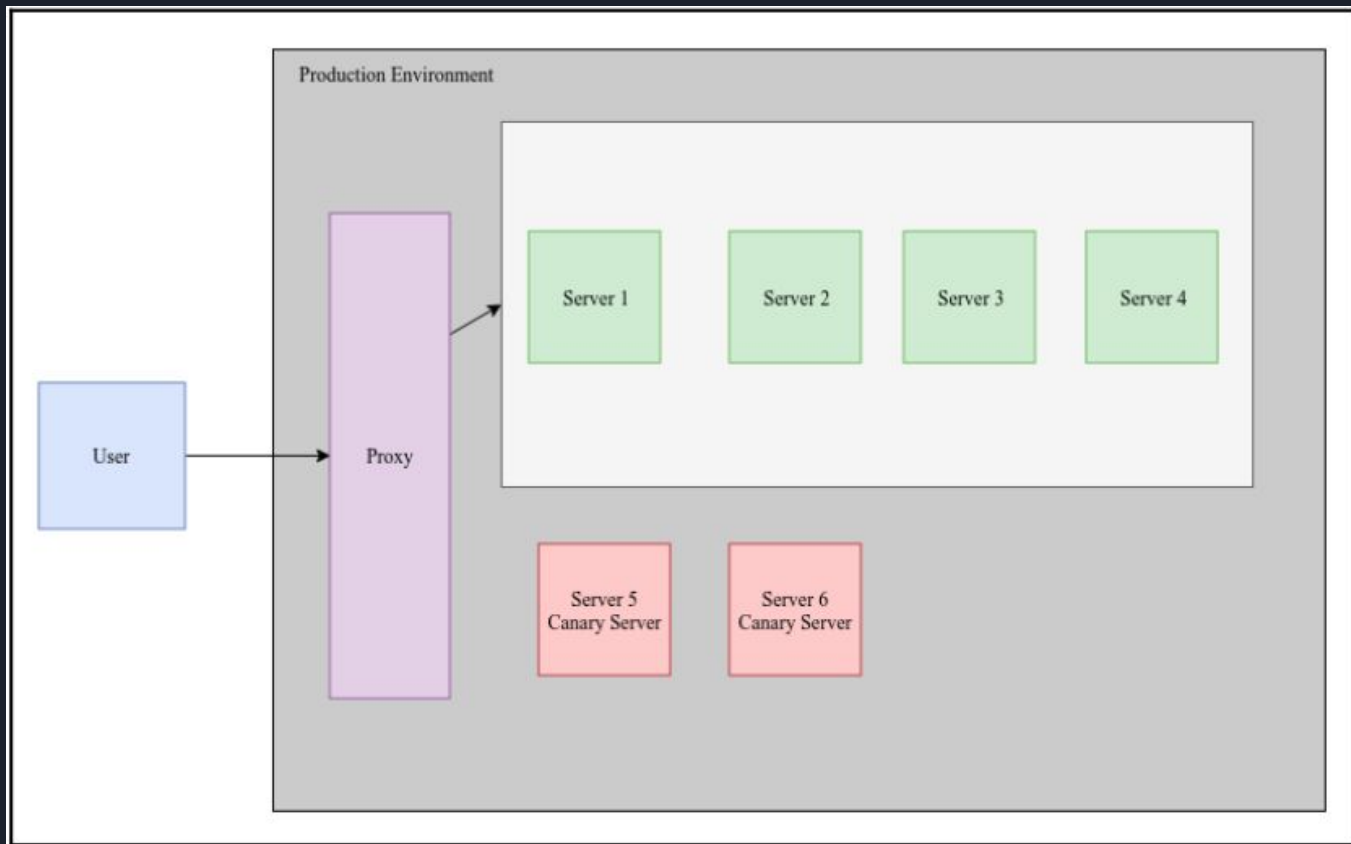 Production Environment
Server 1
Server 2
Server 3
Server 4
User
Proxy
Server 5
Canary Server
Server 6
Canary Server